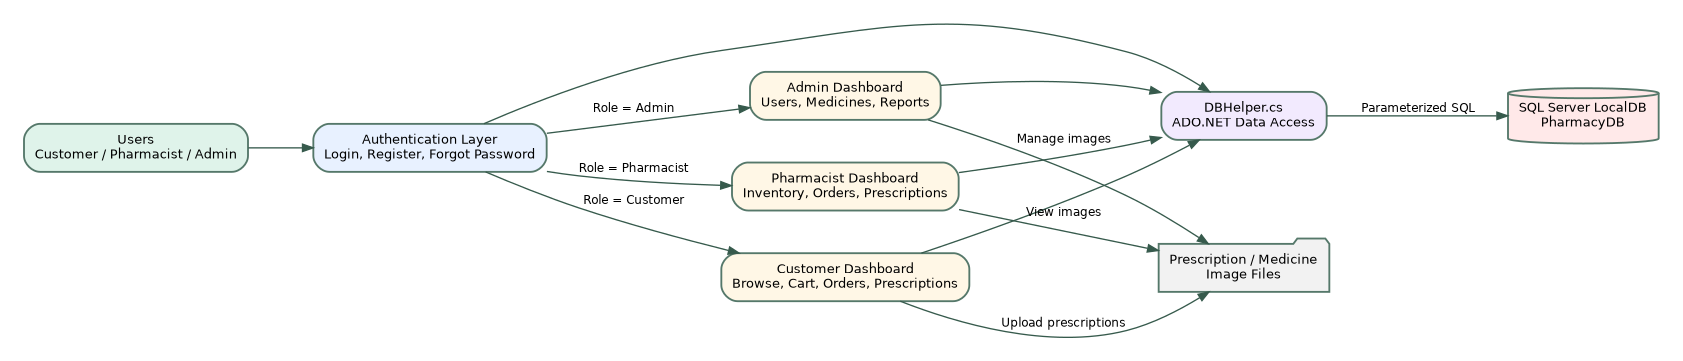 Users
Customer / Pharmacist / Admin
Authentication Layer
Login, Register, Forgot Password
Role = Admin
Role = Pharmacist
Role = Customer
Admin Dashboard
Users, Medicines, Reports
Pharmacist Dashboard
Inventory, Orders, Prescriptions
Customer Dashboard
Browse, Cart, Orders, Prescriptions
Manage images
View images
Upload prescriptions
DBHelper.cs
ADO.NET Data Access
Prescription / Medicine
Image Files
Parameterized SQL
SQL Server LocalDB
PharmacyDB